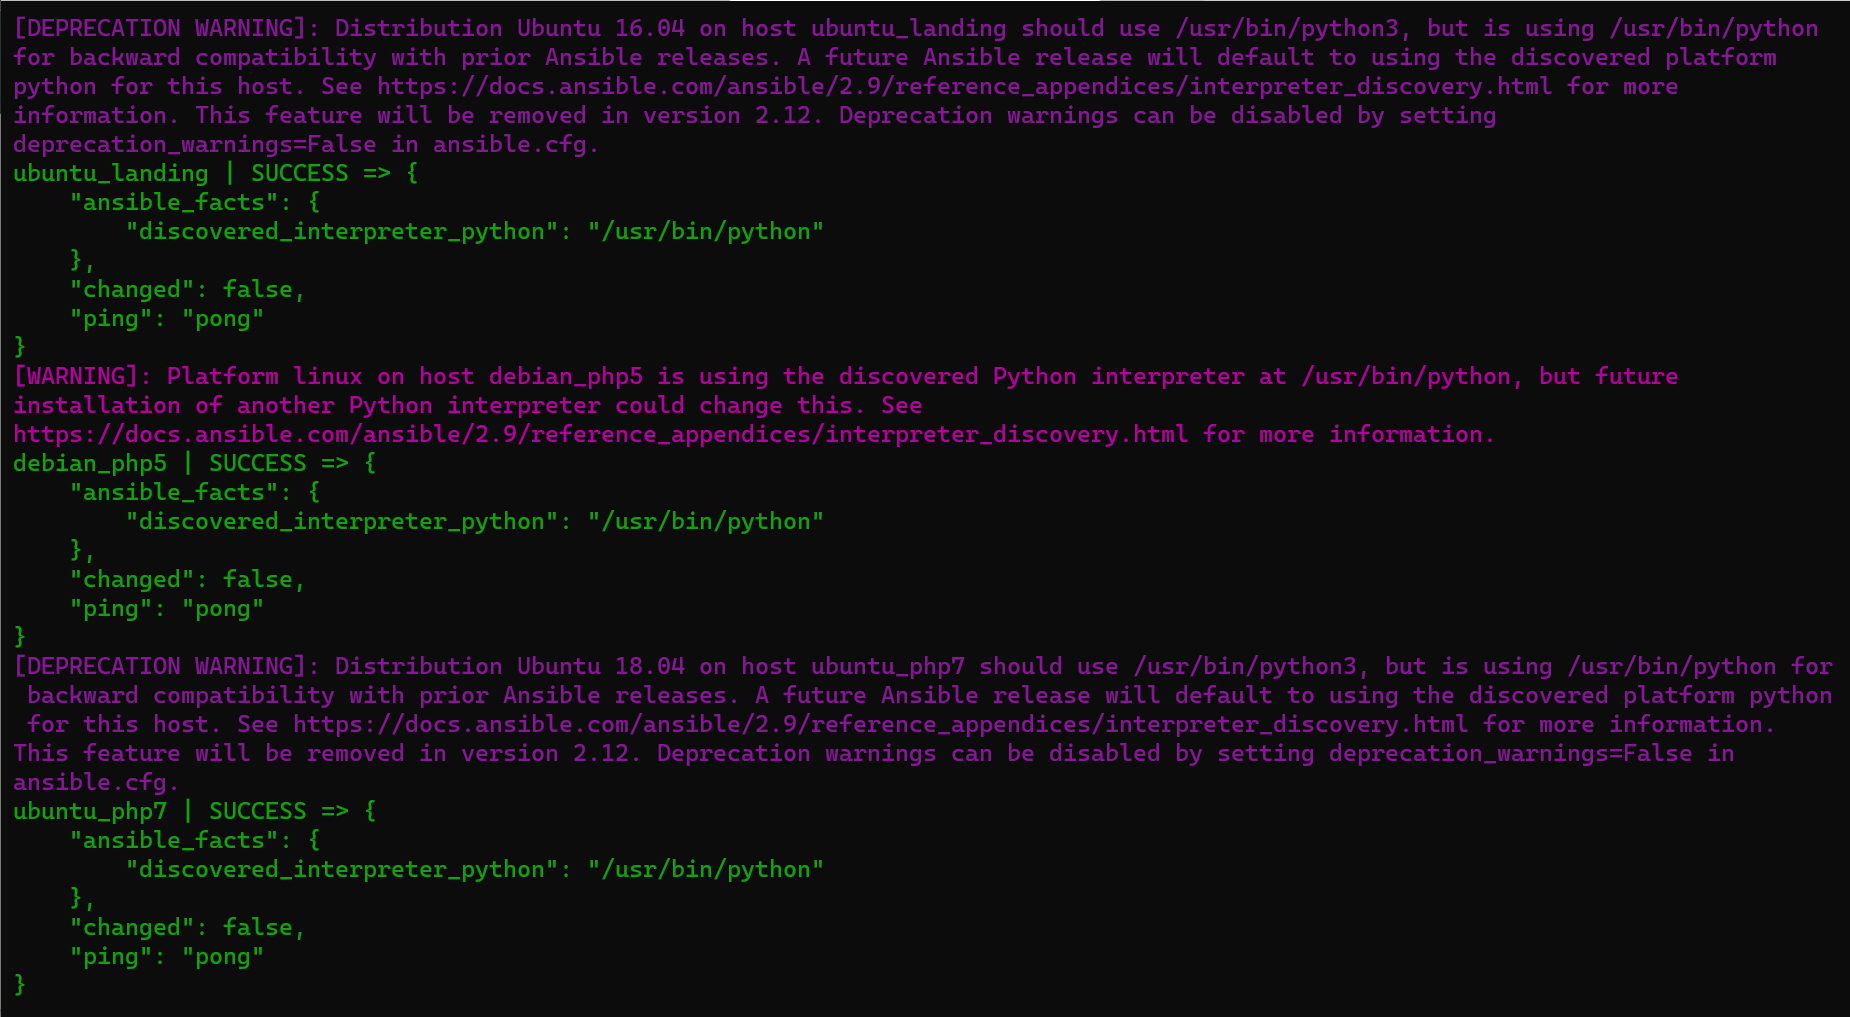 [DEPRECATION WARNING]: Distribution Ubuntu 16.04 on host ubuntu_landing should use /usr/bin/python3, but is using /usr/bin/python
for backward compatibility with prior Ansible releases. A future Ansible release will default to using the discovered platform
python for this host. See https://docs.ansible.com/ansible/2.9/reference_appendices/interpreter_discovery.html for more
information. This feature will be removed in version 2.12. Deprecation warnings can be disabled by setting
deprecation_warnings=False in ansible.cfg.
ubuntu_landing | SUCCESS => {
    "ansible_facts": {
        "discovered_interpreter_python": "/usr/bin/python"
    },
    "changed": false,
    "ping": "pong"
}
[WARNING]: Platform linux on host debian_php5 is using the discovered Python interpreter at /usr/bin/python, but future
installation of another Python interpreter could change this. See
https://docs.ansible.com/ansible/2.9/reference_appendices/interpreter_discovery.html for more information.
debian_php5 | SUCCESS => {
    "ansible_facts": {
        "discovered_interpreter_python": "/usr/bin/python"
    },
    "changed": false,
    "ping": "pong"
}
[DEPRECATION WARNING]: Distribution Ubuntu 18.04 on host ubuntu_php7 should use /usr/bin/python3, but is using /usr/bin/python for
 backward compatibility with prior Ansible releases. A future Ansible release will default to using the discovered platform python
 for this host. See https://docs.ansible.com/ansible/2.9/reference_appendices/interpreter_discovery.html for more information.
This feature will be removed in version 2.12. Deprecation warnings can be disabled by setting deprecation_warnings=False in
ansible.cfg.
ubuntu_php7 | SUCCESS => {
    "ansible_facts": {
        "discovered_interpreter_python": "/usr/bin/python"
    },
    "changed": false,
    "ping": "pong"
}